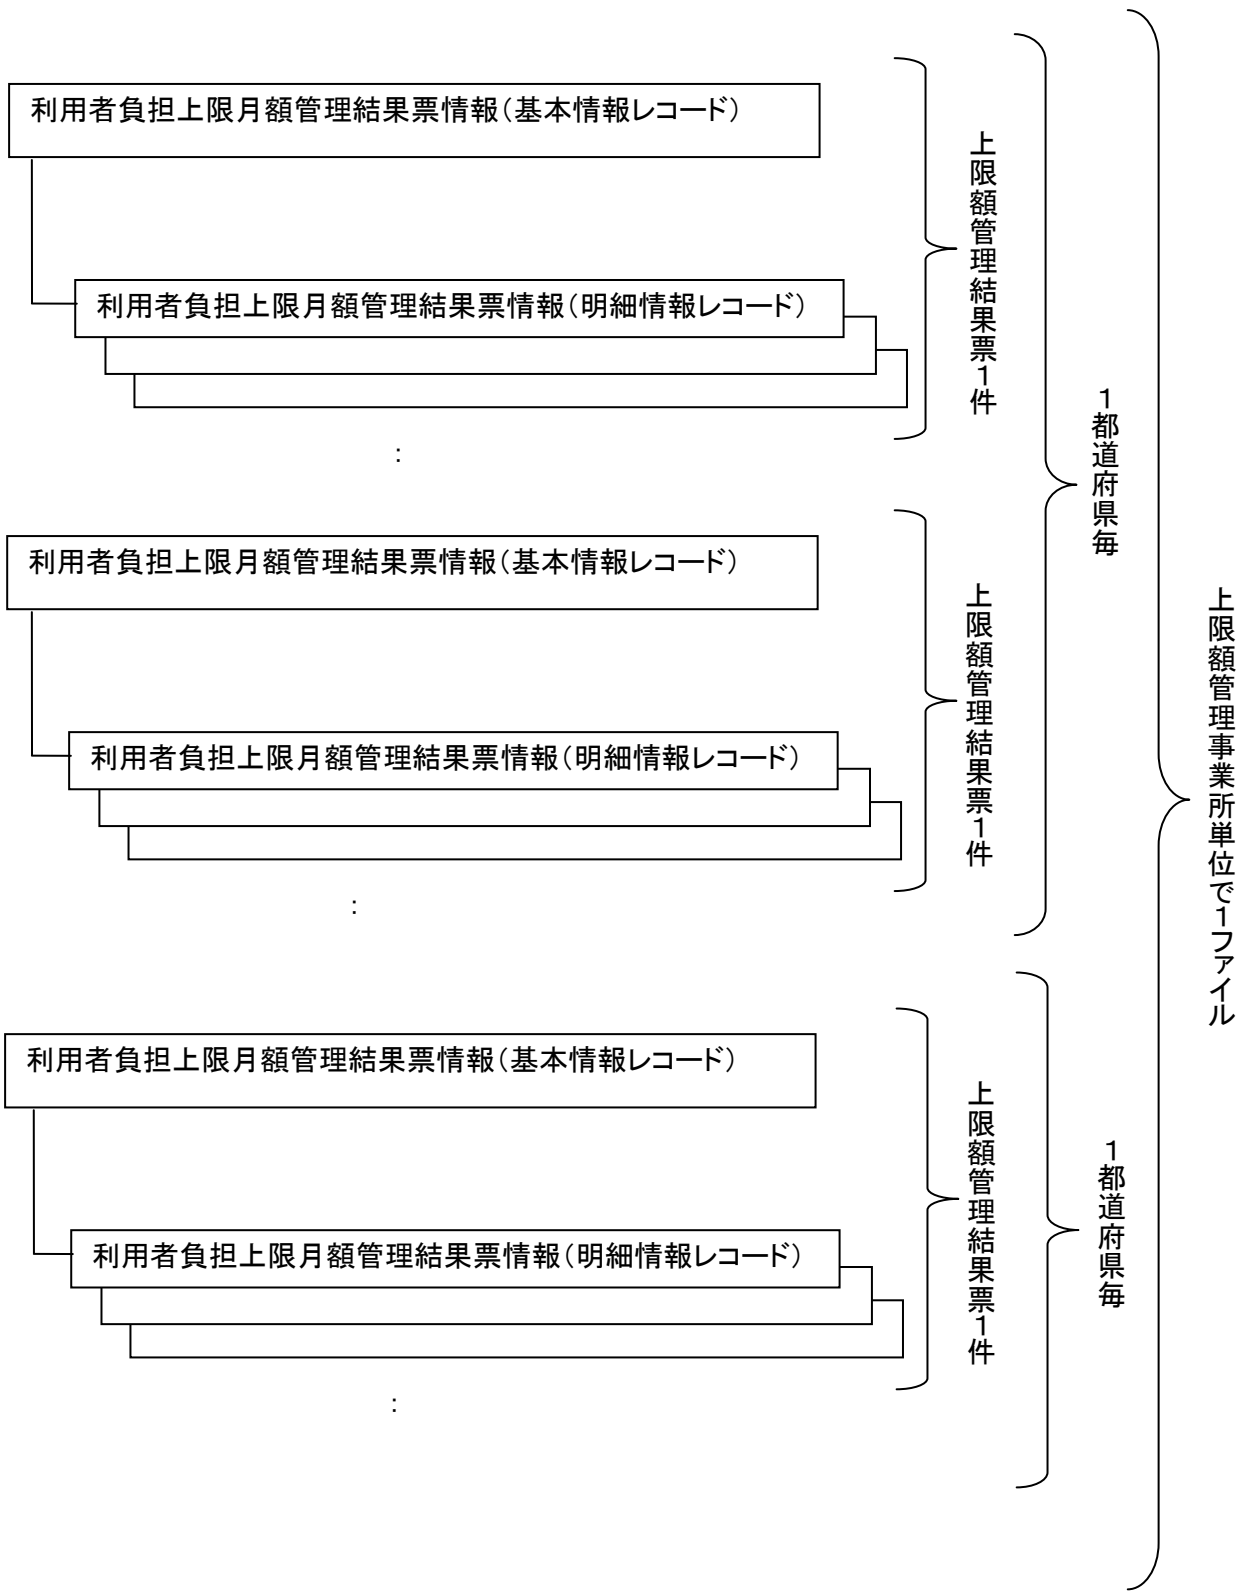 利用者負担上限月額管理結果票情報（基本情報レコード）
利用者負担上限月額管理結果票情報（明細情報レコード）
：
上限額管理結果票１件
利用者負担上限月額管理結果票情報（基本情報レコード）
利用者負担上限月額管理結果票情報（明細情報レコード）
：
上限額管理結果票１件
１都道府県毎
利用者負担上限月額管理結果票情報（基本情報レコード）
利用者負担上限月額管理結果票情報（明細情報レコード）
：
上限額管理結果票１件
１都道府県毎
上限額管理事業所単位で１ファイル